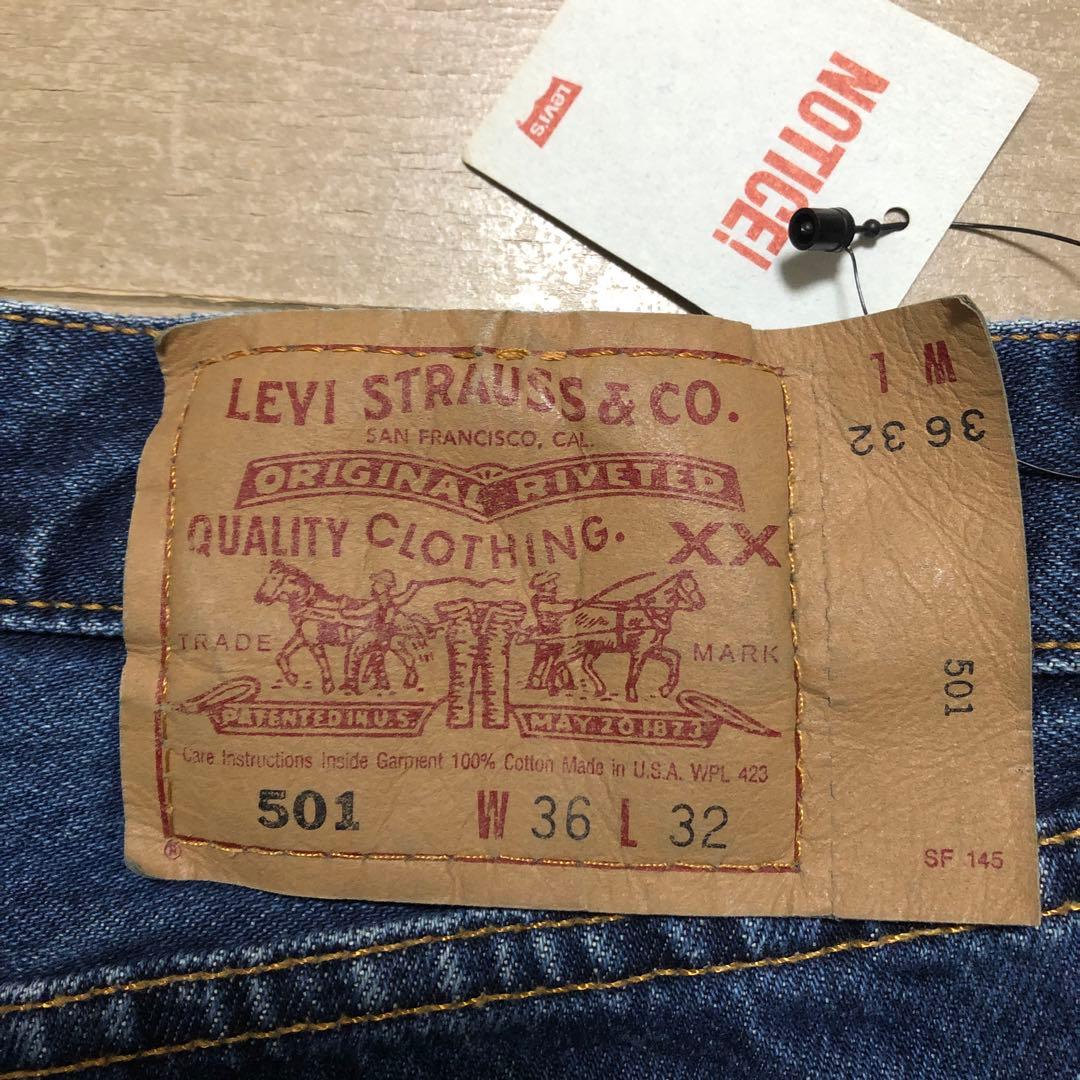 LEVI'S
NOTICE!
LEVI STRAUSS & CO.
SAN FRANCISCO, CAL.
ORIGINAL RIVETED
QUALITY CLOTHING. XX
TRADE MARK
PATENTED IN U.S. MAY 20 1873
Care Instructions Inside Garment 100% Cotton Made in U.S.A. WPL 423
501 W 36 L 32
®
1 M
36 32
501
SF 145